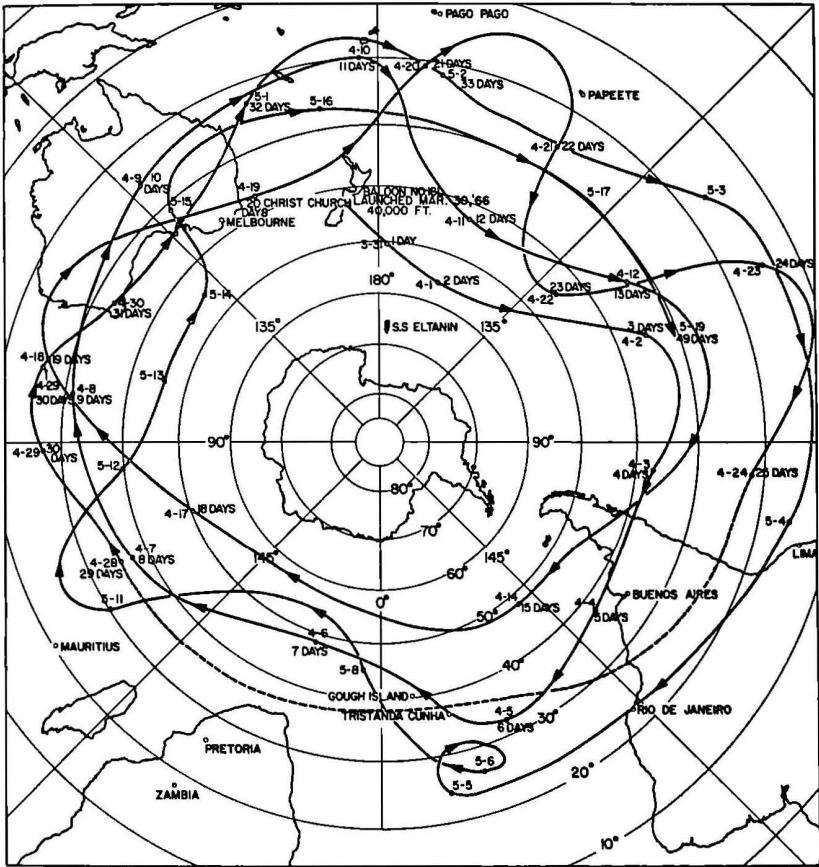 PAGO PAGO
4-10
11 DAYS
4-20
21 DAYS
5-2
33 DAYS
PAPEETE
5-1
32 DAYS
5-16
4-21
22 DAYS
4-9
10 DAYS
4-19
20 DAYS
5-15
CHRIST CHURCH
BALOON NO. 180
LAUNCHED MAR. 30, '66
40,000 FT.
5-17
5-3
MELBOURNE
4-11
12 DAYS
3-31
1 DAY
4-23
24 DAYS
4-12
13 DAYS
5-14
4-1
2 DAYS
23 DAYS
4-22
4-30
31 DAYS
180°
135°
S.S ELTANIN
135°
3 DAYS
4-2
5-19
49 DAYS
4-18
19 DAYS
4-29
30 DAYS
4-8
9 DAYS
5-13
4-29
30 DAYS
5-12
90°
90°
4-3
4 DAYS
4-24
25 DAYS
80°
4-17
18 DAYS
70°
5-4
LIMA
4-7
8 DAYS
4-28
29 DAYS
145°
145°
60°
0°
50°
4-14
15 DAYS
4-4
5 DAYS
BUENOS AIRES
5-11
MAURITIUS
4-6
7 DAYS
5-8
40°
GOUGH ISLAND
TRISTANDA CUNHA
4-5
6 DAYS
30°
RIO DE JANEIRO
PRETORIA
5-6
5-5
20°
ZAMBIA
10°